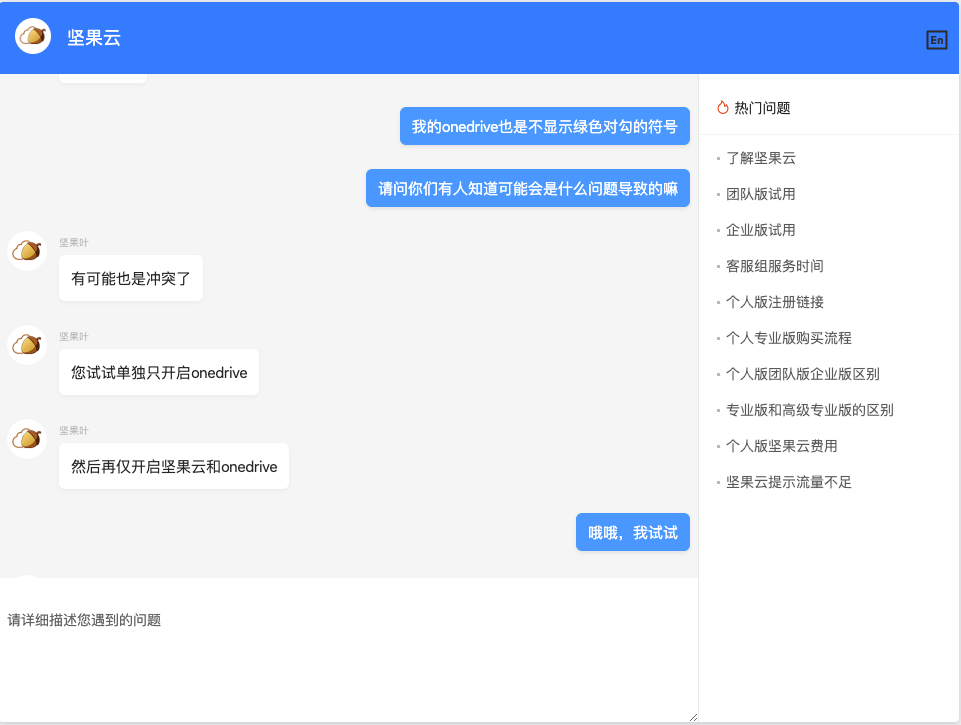 坚果云
En
我的onedrive也是不显示绿色对勾的符号
请问你们有人知道可能会是什么问题导致的嘛
坚果叶
有可能也是冲突了
坚果叶
您试试单独只开启onedrive
坚果叶
然后再仅开启坚果云和onedrive
哦哦，我试试
请详细描述您遇到的问题
热门问题
了解坚果云
团队版试用
企业版试用
客服组服务时间
个人版注册链接
个人专业版购买流程
个人版团队版企业版区别
专业版和高级专业版的区别
个人版坚果云费用
坚果云提示流量不足